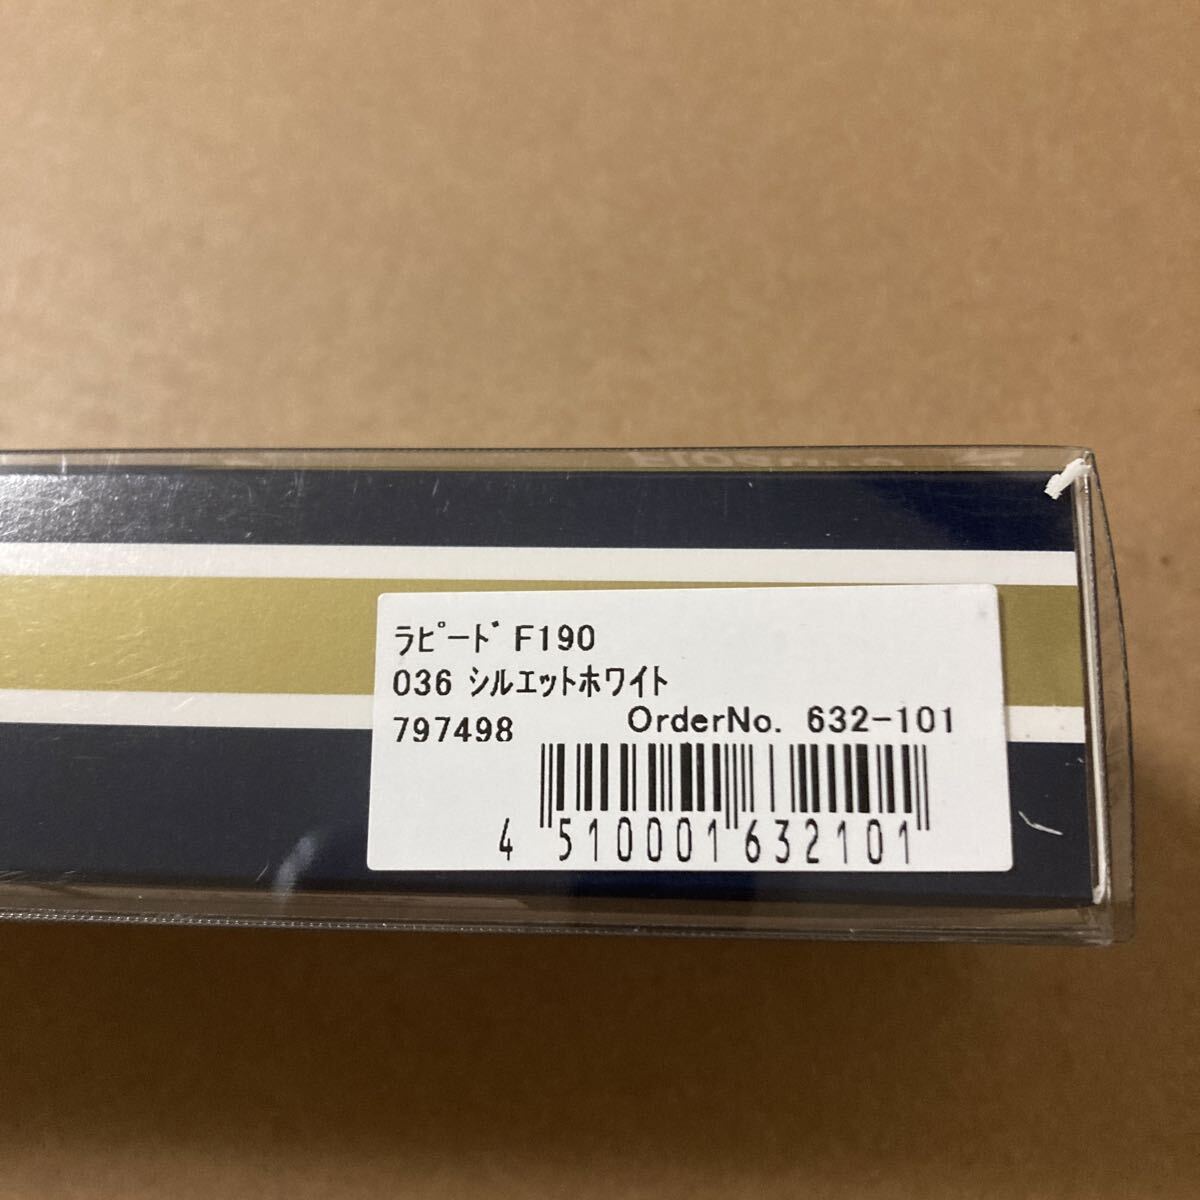 ﾗﾋﾟｰﾄﾞ F190
036 ｼﾙｴｯﾄﾎﾜｲﾄ
797498 OrderNo. 632-101
4 510001 632101